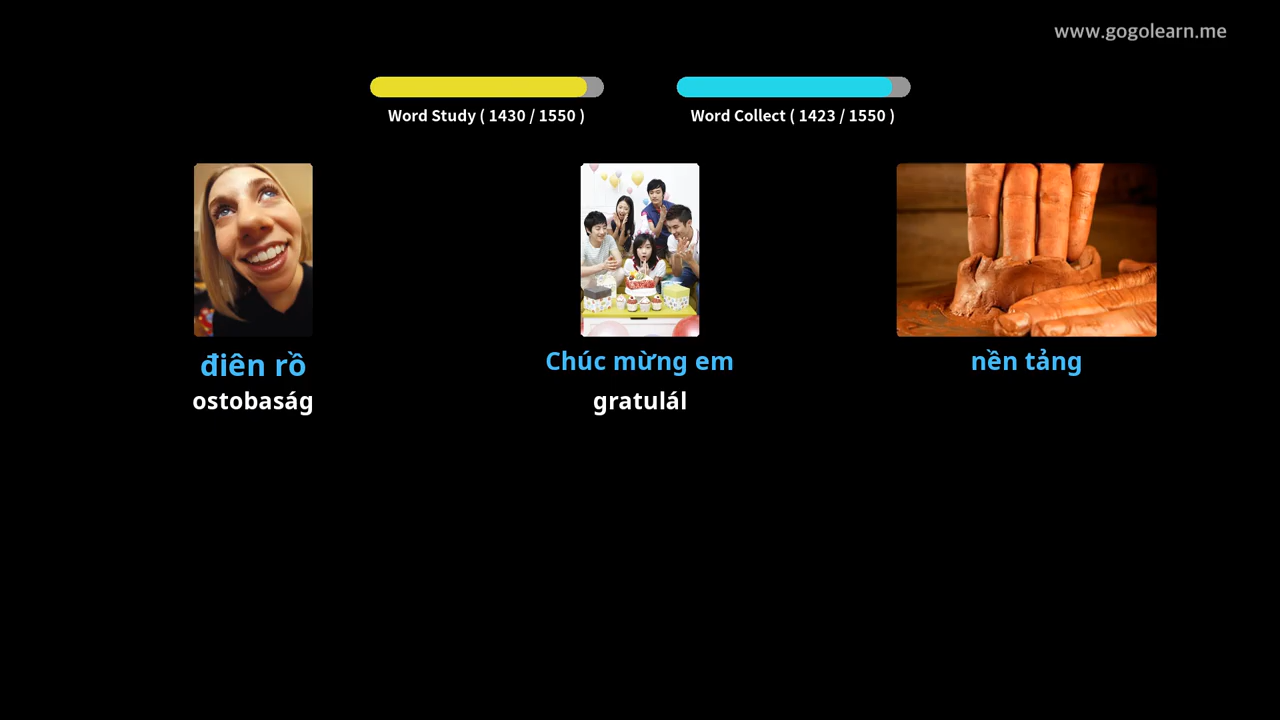 www.gogolearn.me
Word Study ( 1430 / 1550 )
Word Collect ( 1423 / 1550 )
điên rồ
ostobaság
Chúc mừng em
gratulál
nền tảng